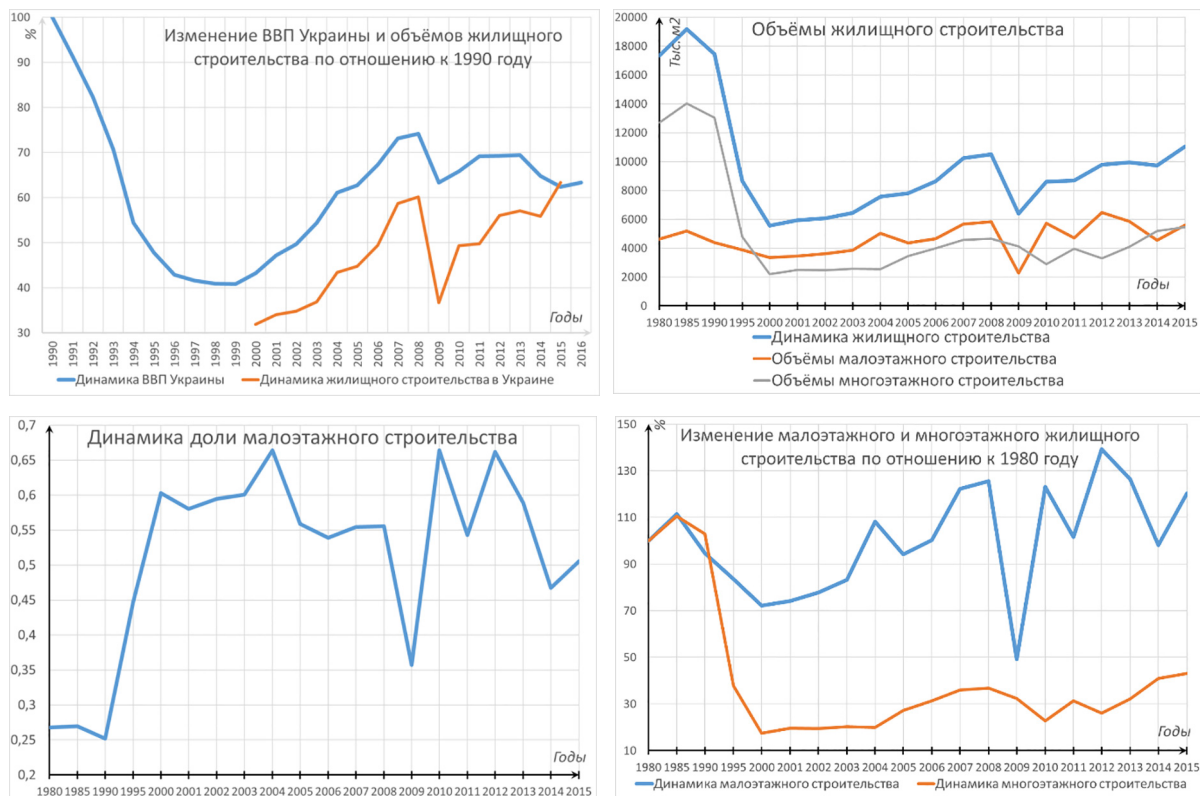 Изменение ВВП Украины и объёмов жилищного
строительства по отношению к 1990 году
%
100
90
80
70
60
50
40
30
Годы
1990 1991 1992 1993 1994 1995 1996 1997 1998 1999 2000 2001 2002 2003 2004 2005 2006 2007 2008 2009 2010 2011 2012 2013 2014 2015 2016
Динамика ВВП Украины Динамика жилищного строительства в Украине
Объёмы жилищного строительства
Тыс. м2
20000
18000
16000
14000
12000
10000
8000
6000
4000
2000
0
Годы
1980 1985 1990 1995 2000 2001 2002 2003 2004 2005 2006 2007 2008 2009 2010 2011 2012 2013 2014 2015
Динамика жилищного строительства
Объёмы малоэтажного строительства
Объёмы многоэтажного строительства
Динамика доли малоэтажного строительства
0,7
0,65
0,6
0,55
0,5
0,45
0,4
0,35
0,3
0,25
0,2
Годы
1980 1985 1990 1995 2000 2001 2002 2003 2004 2005 2006 2007 2008 2009 2010 2011 2012 2013 2014 2015
Изменение малоэтажного и многоэтажного жилищного
строительства по отношению к 1980 году
%
150
130
110
90
70
50
30
10
Годы
1980 1985 1990 1995 2000 2001 2002 2003 2004 2005 2006 2007 2008 2009 2010 2011 2012 2013 2014 2015
Динамика малоэтажного строительства Динамика многоэтажного строительства